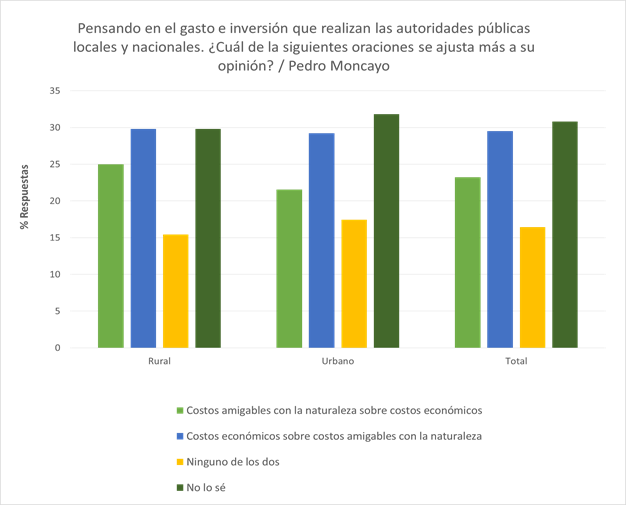 Pensando en el gasto e inversión que realizan las autoridades públicas
locales y nacionales. ¿Cuál de la siguientes oraciones se ajusta más a su
opinión? / Pedro Moncayo
35
30
25
20
15
10
5
0
% Respuestas
Rural
Urbano
Total
Costos amigables con la naturaleza sobre costos económicos
Costos económicos sobre costos amigables con la naturaleza
Ninguno de los dos
No lo sé